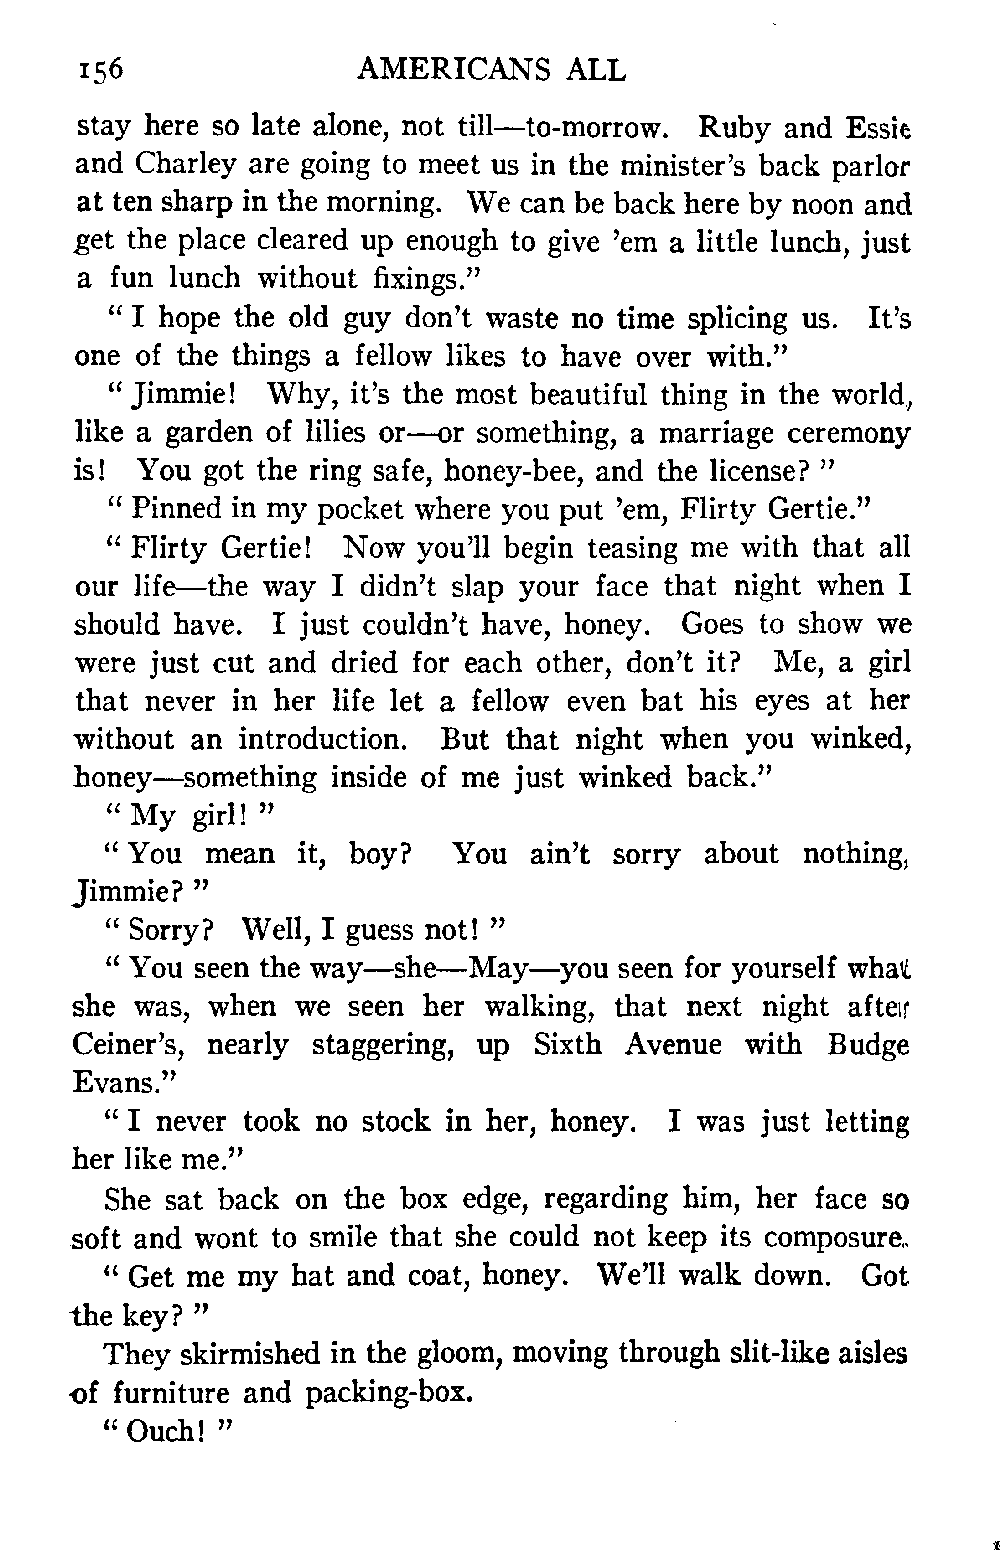 156 AMERICANS ALL
stay here so late alone, not till—to-morrow. Ruby and Essie
and Charley are going to meet us in the minister's back parlor
at ten sharp in the morning. We can be back here by noon and
get the place cleared up enough to give 'em a little lunch, just
a fun lunch without fixings."
" I hope the old guy don't waste no time splicing us. It's
one of the things a fellow likes to have over with."
" Jimmie! Why, it's the most beautiful thing in the world,
like a garden of lilies or—or something, a marriage ceremony
is! You got the ring safe, honey-bee, and the license? "
" Pinned in my pocket where you put 'em, Flirty Gertie."
" Flirty Gertie! Now you'll begin teasing me with that all
our life—the way I didn't slap your face that night when I
should have. I just couldn't have, honey. Goes to show we
were just cut and dried for each other, don't it? Me, a girl
that never in her life let a fellow even bat his eyes at her
without an introduction. But that night when you winked,
honey—something inside of me just winked back."
" My girl! "
" You mean it, boy? You ain't sorry about nothing,
Jimmie? "
" Sorry? Well, I guess not! "
" You seen the way—she—May—you seen for yourself what
she was, when we seen her walking, that next night after
Ceiner's, nearly staggering, up Sixth Avenue with Budge
Evans."
" I never took no stock in her, honey. I was just letting
her like me."
She sat back on the box edge, regarding him, her face so
soft and wont to smile that she could not keep its composure.
" Get me my hat and coat, honey. We'll walk down. Got
the key? "
They skirmished in the gloom, moving through slit-like aisles
of furniture and packing-box.
" Ouch! "